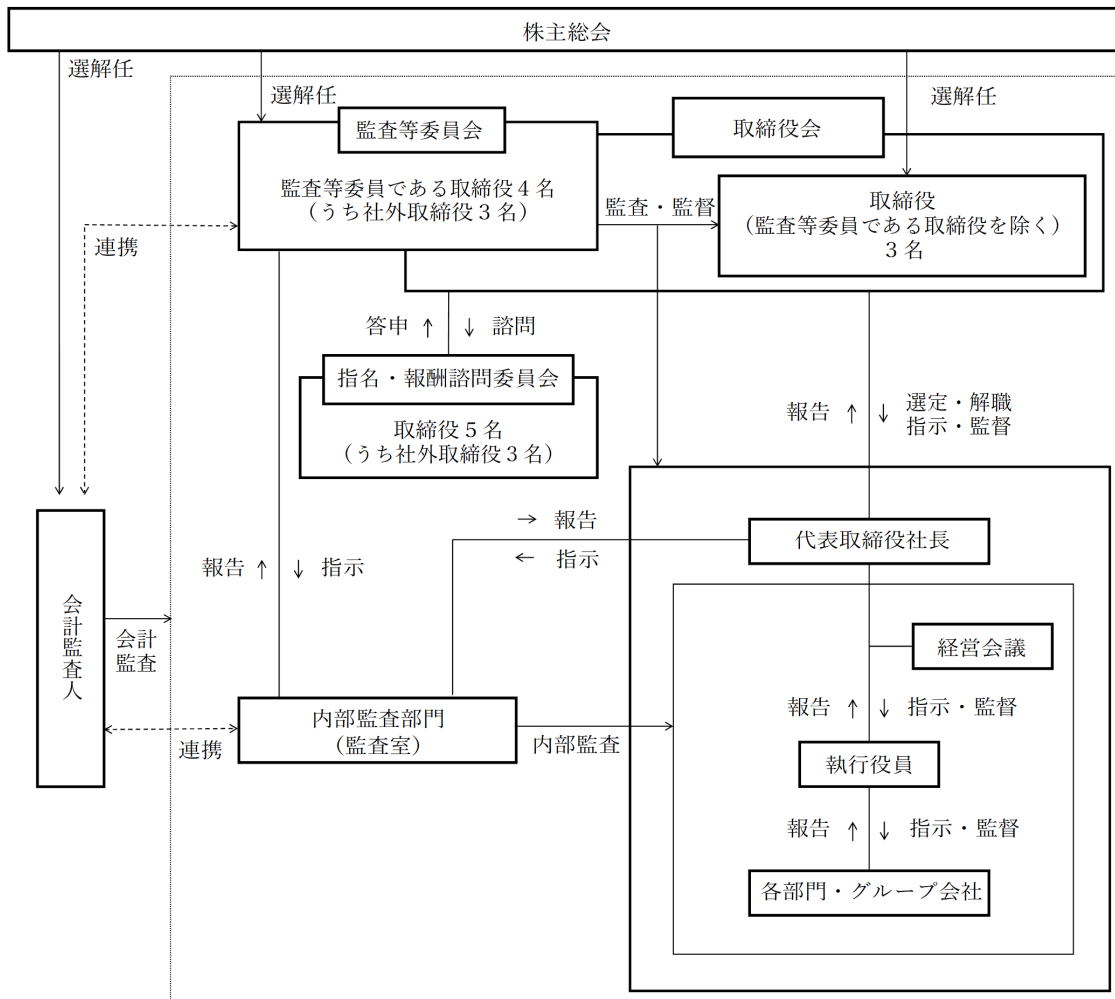 株主総会
選解任
選解任
選解任
監査等委員会
取締役会
監査等委員である取締役４名
（うち社外取締役３名）
監査・監督
取締役
（監査等委員である取締役を除く）
３名
連携
答申 ↑ ↓ 諮問
指名・報酬諮問委員会
取締役５名
（うち社外取締役３名）
報告 ↑ ↓ 選定・解職
指示・監督
→ 報告
← 指示
代表取締役社長
報告 ↑ ↓ 指示
会計監査人
会計
監査
経営会議
内部監査部門
（監査室）
連携
内部監査
報告 ↑ ↓ 指示・監督
執行役員
報告 ↑ ↓ 指示・監督
各部門・グループ会社